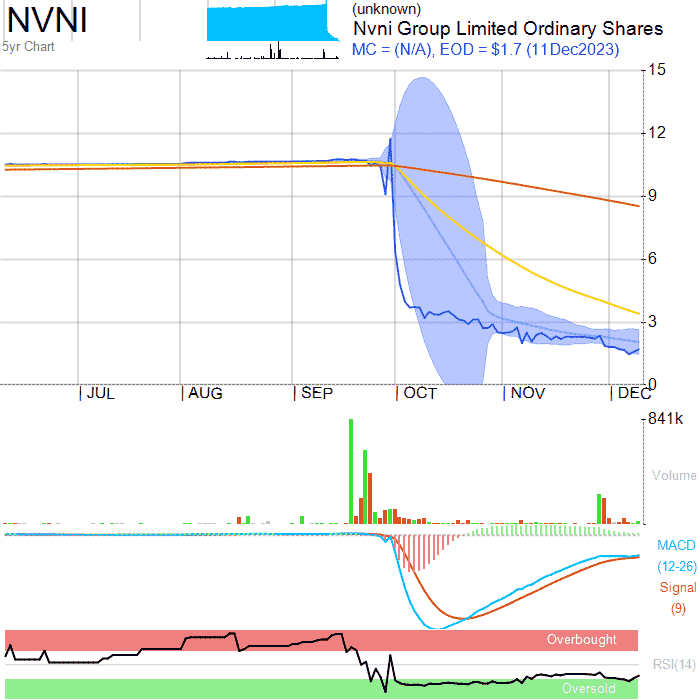 NVNI
5yr Chart
(unknown)
Nvni Group Limited Ordinary Shares
MC = (N/A), EOD = $1.7 (11Dec2023)
15
12
9
6
3
0
JUL
AUG
SEP
OCT
NOV
DEC
841k
Volume
MACD
(12-26)
Signal
(9)
Overbought
RSI(14)
Oversold